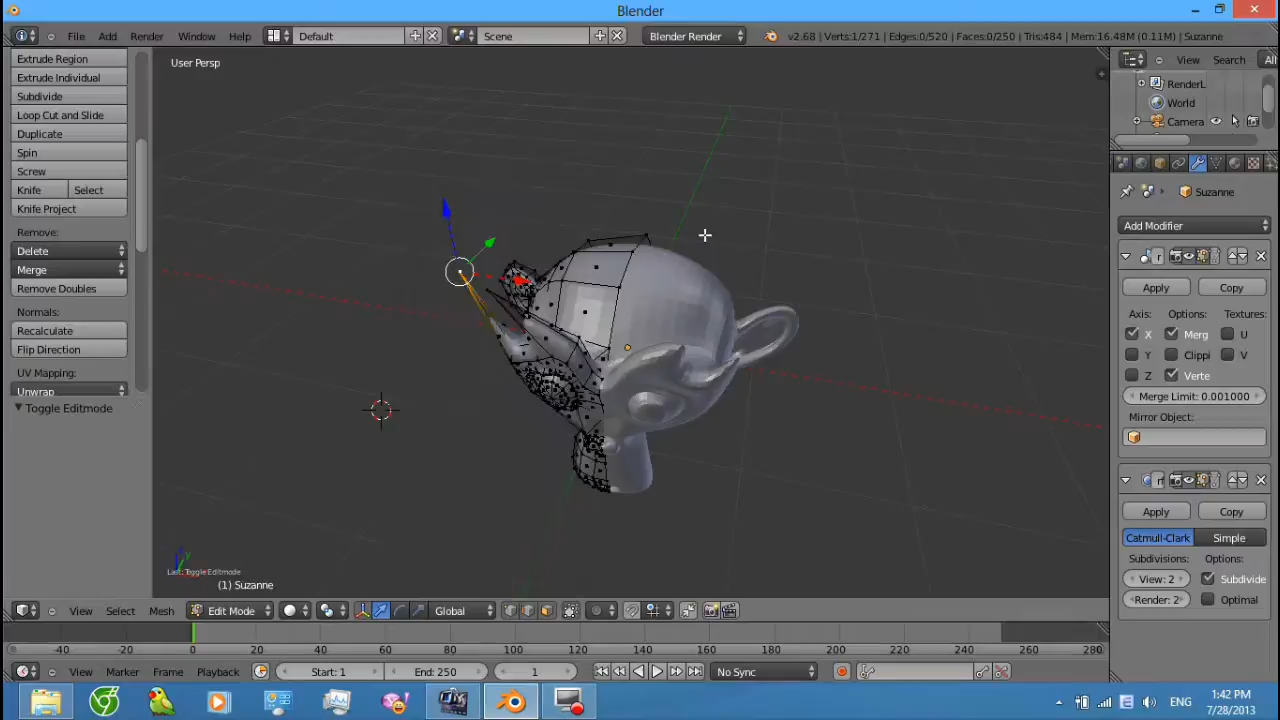 Blender
File Add Render Window Help Default Scene Blender Render v2.68 | Verts:1/271 | Edges:0/520 | Faces:0/250 | Tris:484 | Mem:16.48M (0.11M) | Suzanne
Extrude Region
Extrude Individual
Subdivide
Loop Cut and Slide
Duplicate
Spin
Screw
Knife Select
Knife Project
Remove:
Delete
Merge
Remove Doubles
Normals:
Recalculate
Flip Direction
UV Mapping:
Unwrap
Toggle Editmode
User Persp
Last: Toggle Editmode
(1) Suzanne
View Search All
RenderL
World
Camera
Suzanne
Add Modifier
Apply Copy
Axis: Options: Textures:
X Merg U
Y Clippi V
Z Verte
Merge Limit: 0.001000
Mirror Object:
Apply Copy
Catmull-Clark Simple
Subdivisions: Options:
View: 2 Subdivide
Render: 2 Optimal
View Select Mesh Edit Mode Global
-40 -20 0 20 40 60 80 100 120 140 160 180 200 220 240 260 280
View Marker Frame Playback Start: 1 End: 250 1 No Sync
ENG
1:42 PM
7/28/2013